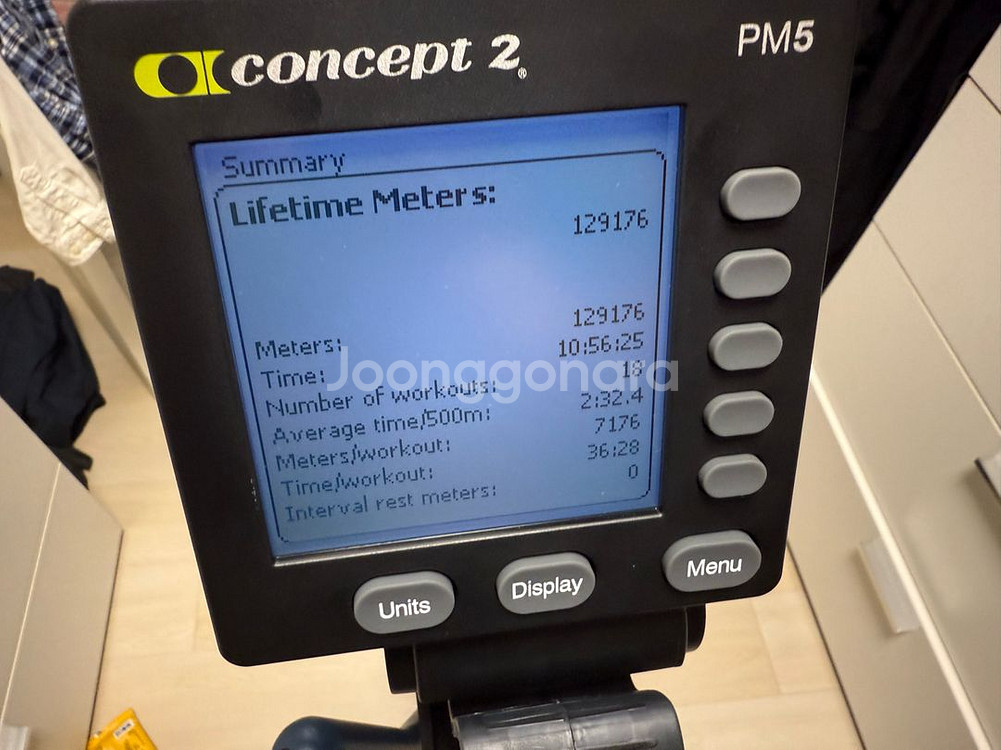 concept 2®
PM5
Summary
Lifetime Meters:
129176
Meters: 129176
Time: 10:56:25
Number of workouts: 18
Average time/500m: 2:32.4
Meters/workout: 7176
Time/workout: 36:28
Interval rest meters: 0
Joonggonara
Units
Display
Menu